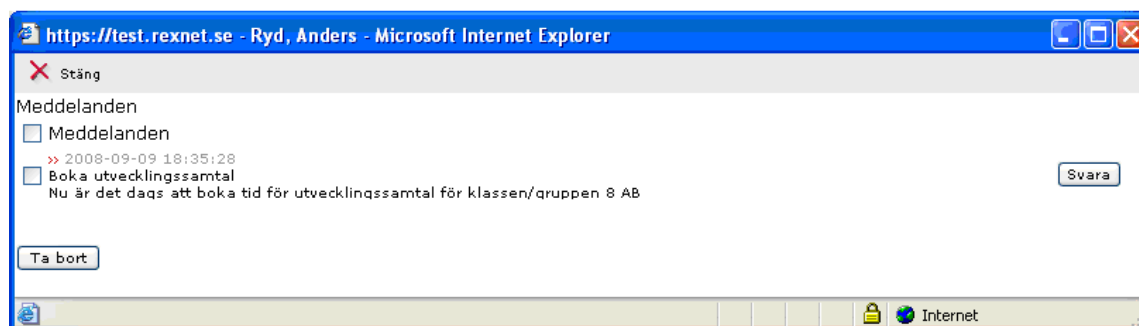 https://test.rexnet.se - Ryd, Anders - Microsoft Internet Explorer
Stäng
Meddelanden
Meddelanden
›› 2008-09-09 18:35:28
Boka utvecklingssamtal
Svara
Nu är det dags att boka tid för utvecklingssamtal för klassen/gruppen 8 AB
Ta bort
Internet